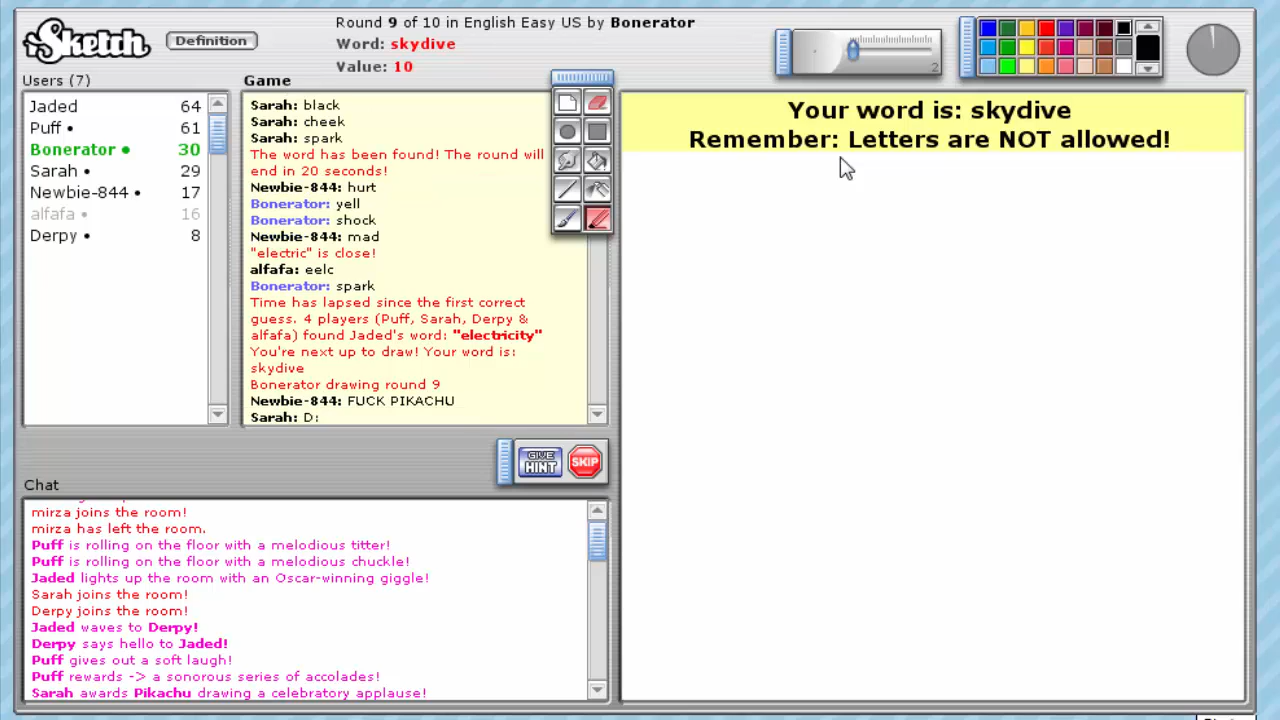 iSketch
Definition
Round 9 of 10 in English Easy US by Bonerator
Word: skydive
Value: 10
2
Users (7)
Jaded 64
Puff • 61
Bonerator • 30
Sarah • 29
Newbie-844 • 17
alfafa • 16
Derpy • 8
Game
Sarah: black
Sarah: cheek
Sarah: spark
The word has been found! The round will
end in 20 seconds!
Newbie-844: hurt
Bonerator: yell
Bonerator: shock
Newbie-844: mad
"electric" is close!
alfafa: eelc
Bonerator: spark
Time has lapsed since the first correct
guess. 4 players (Puff, Sarah, Derpy &
alfafa) found Jaded's word: "electricity"
You're next up to draw! Your word is:
skydive
Bonerator drawing round 9
Newbie-844: FUCK PIKACHU
Sarah: D:
Your word is: skydive
Remember: Letters are NOT allowed!
GIVE
HINT
SKIP
Chat
mirza joins the room!
mirza has left the room.
Puff is rolling on the floor with a melodious titter!
Puff is rolling on the floor with a melodious chuckle!
Jaded lights up the room with an Oscar-winning giggle!
Sarah joins the room!
Derpy joins the room!
Jaded waves to Derpy!
Derpy says hello to Jaded!
Puff gives out a soft laugh!
Puff rewards -> a sonorous series of accolades!
Sarah awards Pikachu drawing a celebratory applause!